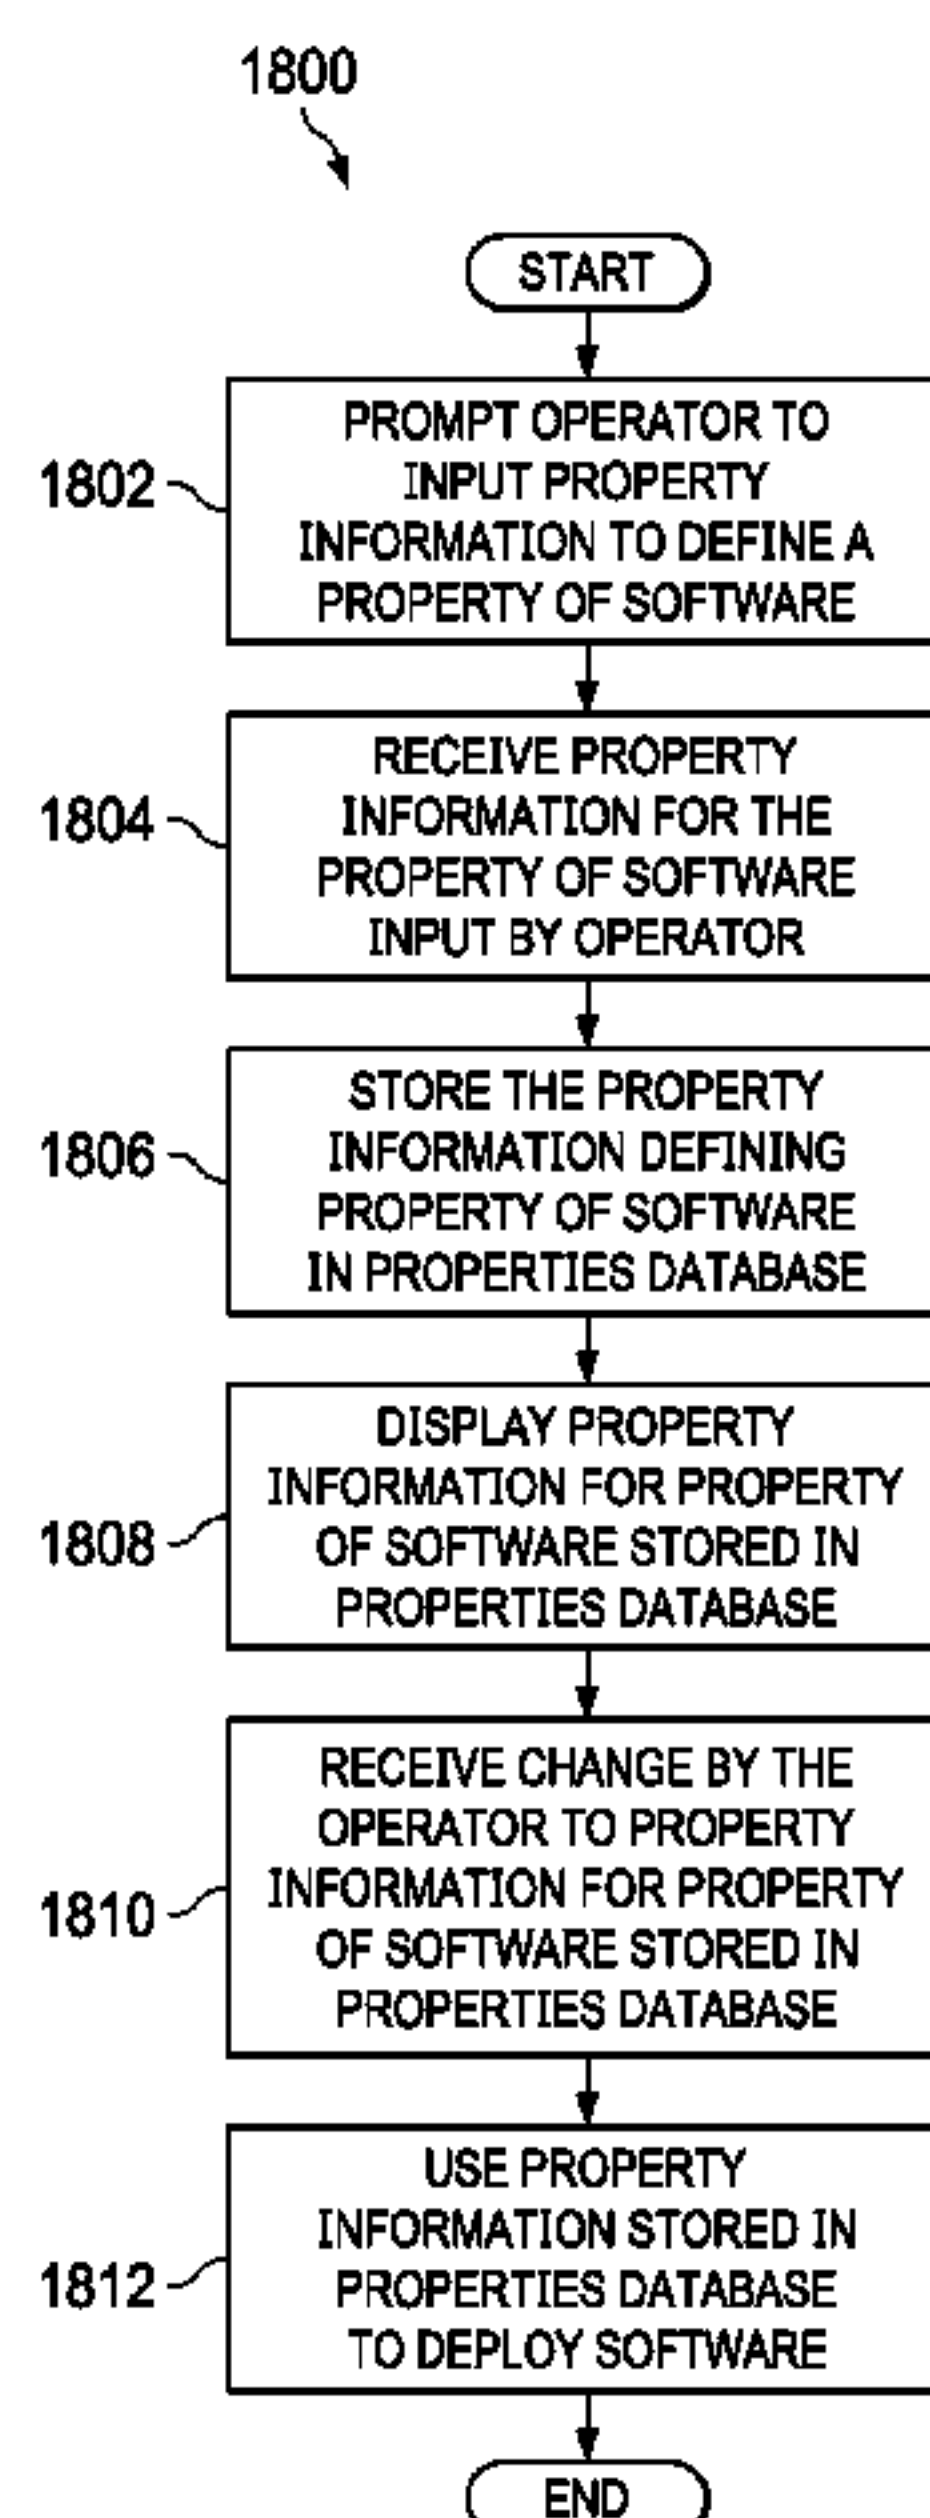 1800
START
1802
PROMPT OPERATOR TO
INPUT PROPERTY
INFORMATION TO DEFINE A
PROPERTY OF SOFTWARE
1804
RECEIVE PROPERTY
INFORMATION FOR THE
PROPERTY OF SOFTWARE
INPUT BY OPERATOR
1806
STORE THE PROPERTY
INFORMATION DEFINING
PROPERTY OF SOFTWARE
IN PROPERTIES DATABASE
1808
DISPLAY PROPERTY
INFORMATION FOR PROPERTY
OF SOFTWARE STORED IN
PROPERTIES DATABASE
1810
RECEIVE CHANGE BY THE
OPERATOR TO PROPERTY
INFORMATION FOR PROPERTY
OF SOFTWARE STORED IN
PROPERTIES DATABASE
1812
USE PROPERTY
INFORMATION STORED IN
PROPERTIES DATABASE
TO DEPLOY SOFTWARE
END